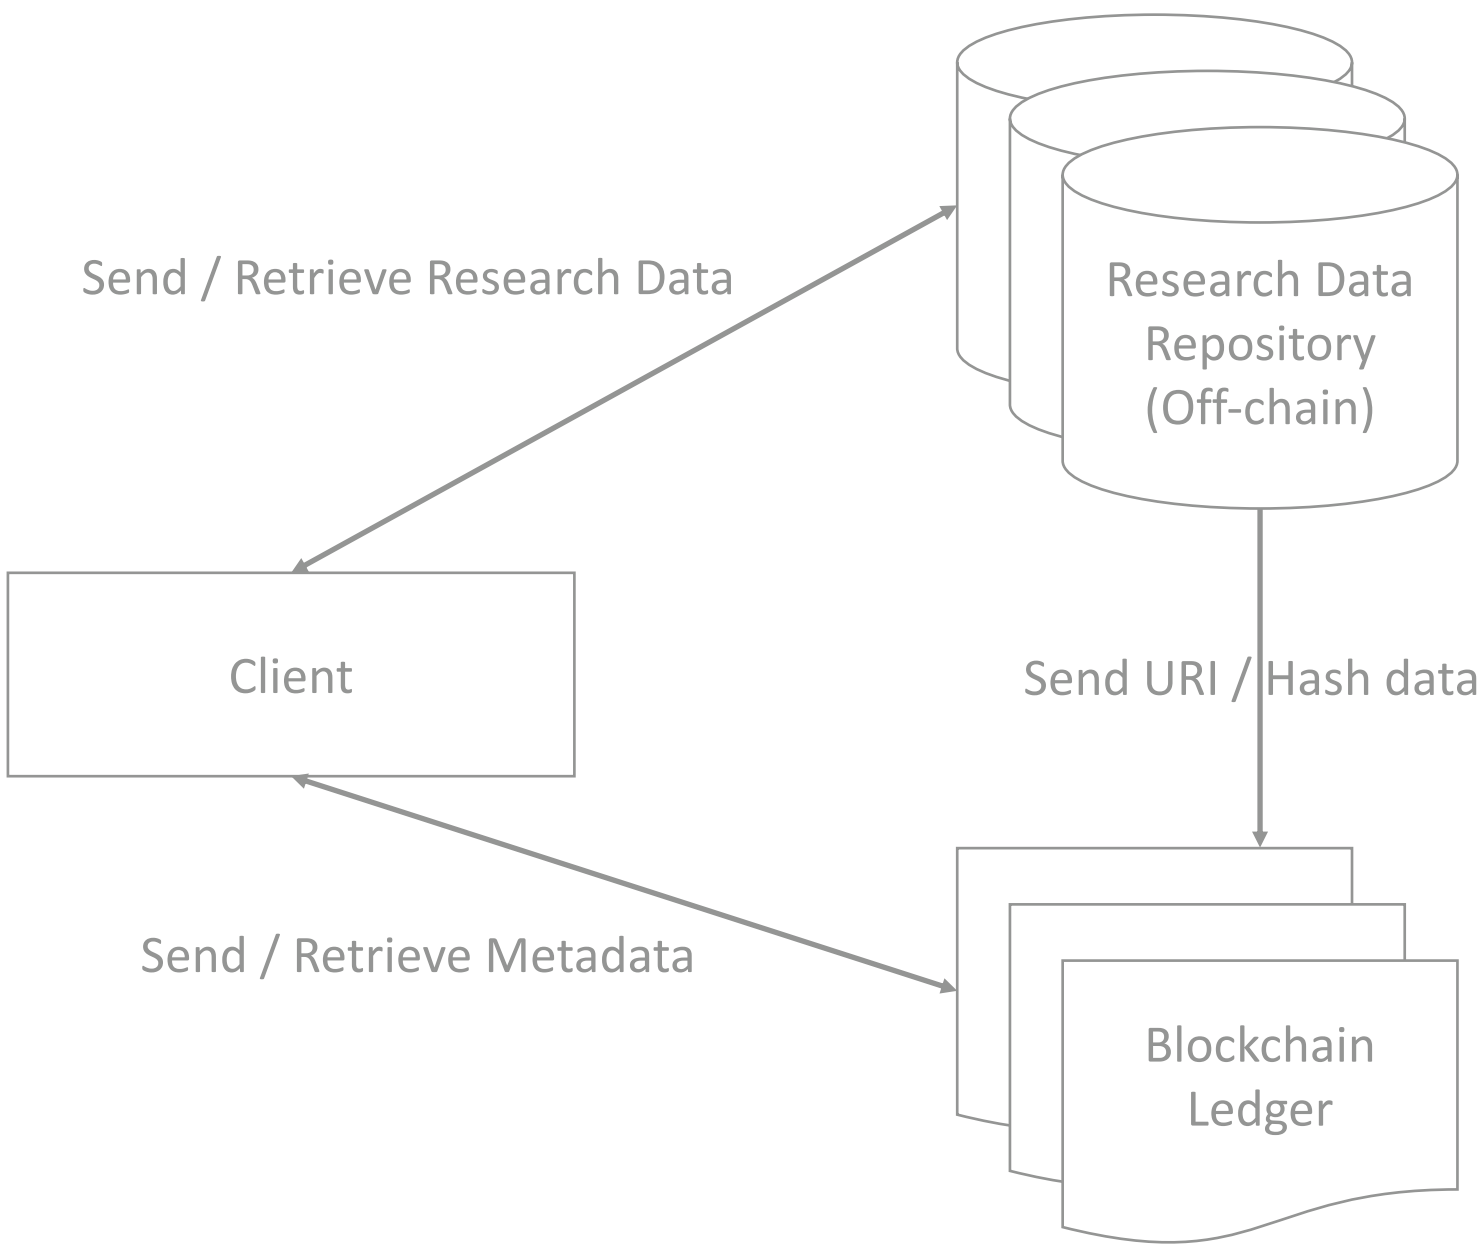 Send / Retrieve Research Data
Research Data
Repository
(Off-chain)
Client
Send URI / Hash data
Send / Retrieve Metadata
Blockchain
Ledger